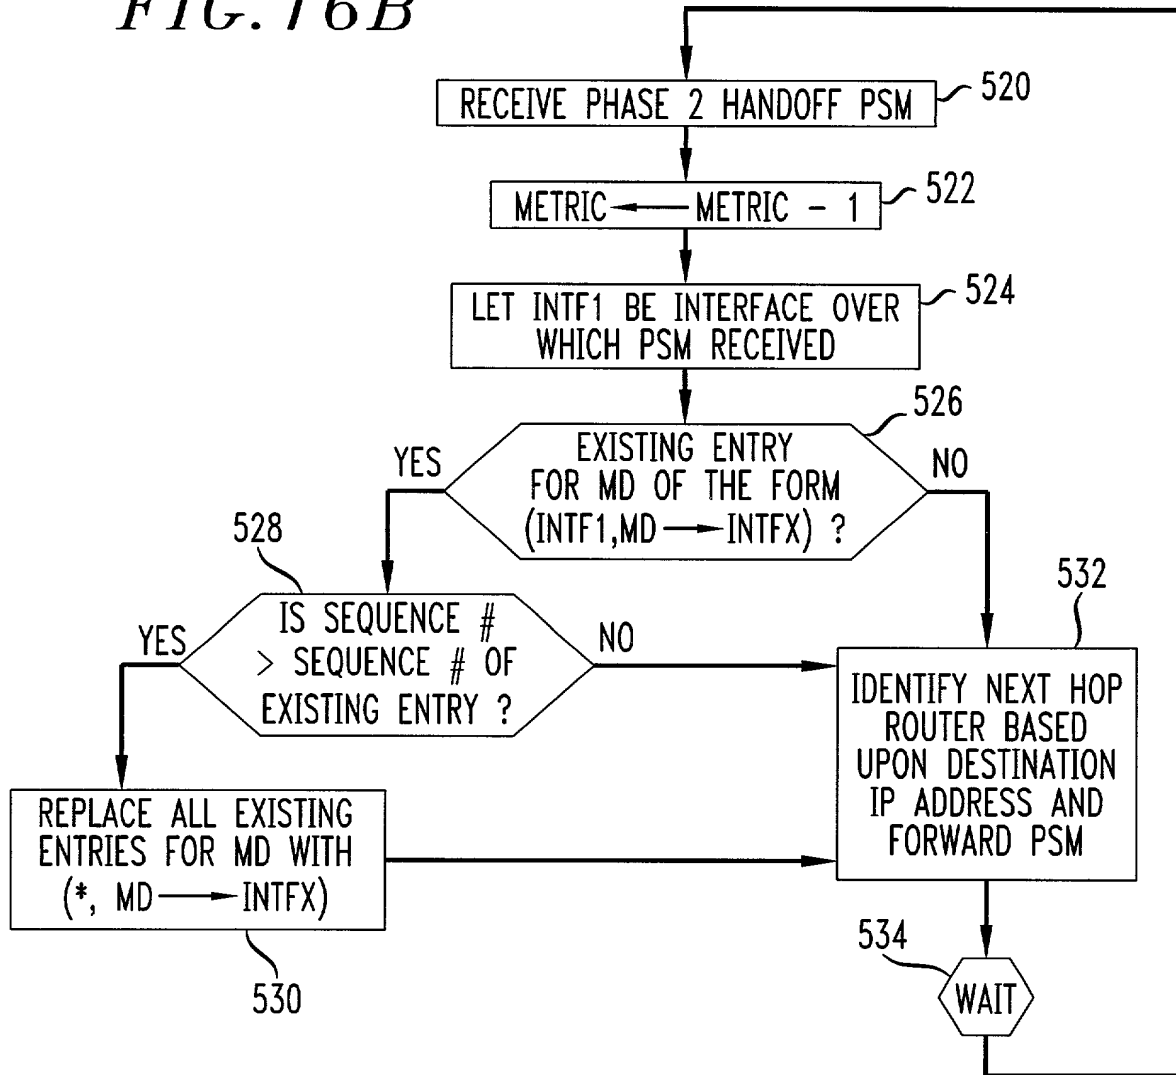 FIG. 16B
RECEIVE PHASE 2 HANDOFF PSM
520
METRIC ← METRIC - 1
522
LET INTF1 BE INTERFACE OVER
WHICH PSM RECEIVED
524
526
EXISTING ENTRY
FOR MD OF THE FORM
(INTF1,MD → INTFX) ?
YES
NO
528
IS SEQUENCE #
> SEQUENCE # OF
EXISTING ENTRY ?
YES
NO
532
IDENTIFY NEXT HOP
ROUTER BASED
UPON DESTINATION
IP ADDRESS AND
FORWARD PSM
REPLACE ALL EXISTING
ENTRIES FOR MD WITH
(*, MD → INTFX)
530
534
WAIT